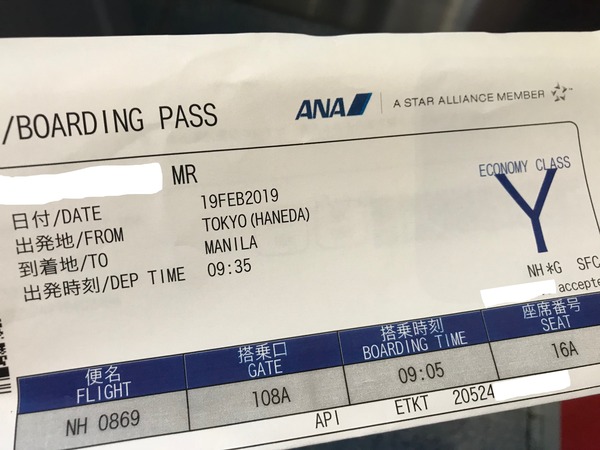 /BOARDING PASS
ANA
A STAR ALLIANCE MEMBER
MR
ECONOMY CLASS
Y
日付/DATE 19FEB2019
出発地/FROM TOKYO(HANEDA)
到着地/TO MANILA
出発時刻/DEP TIME 09:35
NH *G SFC
accepte
便名 搭乗口 搭乗時刻 座席番号
FLIGHT GATE BOARDING TIME SEAT
NH 0869 108A 09:05 16A
API ETKT 20524